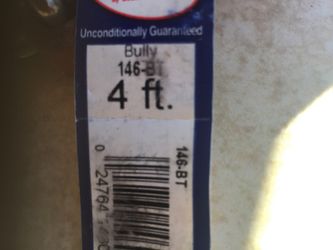 Unconditionally Guaranteed
Bully
146-BT
4 ft.
146-BT
0 24764